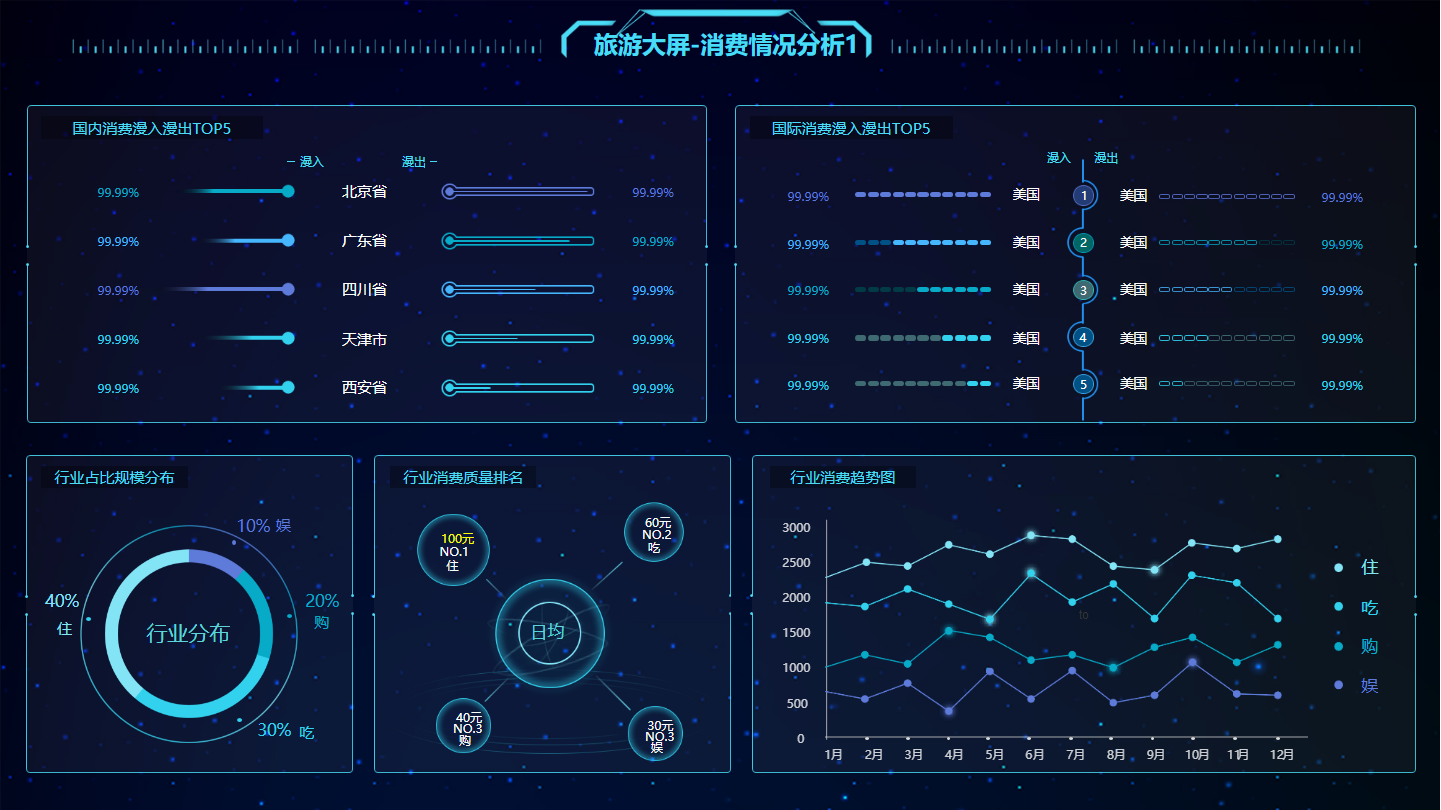 旅游大屏-消费情况分析1
国内消费漫入漫出TOP5
漫入 漫出
99.99% 北京省 99.99%
99.99% 广东省 99.99%
99.99% 四川省 99.99%
99.99% 天津市 99.99%
99.99% 西安省 99.99%
国际消费漫入漫出TOP5
漫入 漫出
99.99% 美国 1 美国 99.99%
99.99% 美国 2 美国 99.99%
99.99% 美国 3 美国 99.99%
99.99% 美国 4 美国 99.99%
99.99% 美国 5 美国 99.99%
行业占比规模分布
10% 娱
20%
购
30% 吃
40%
住
行业分布
行业消费质量排名
100元
NO.1
住
60元
NO.2
吃
日均
40元
NO.3
购
30元
NO.3
娱
行业消费趋势图
3000
2500
2000
1500
1000
500
0
1月 2月 3月 4月 5月 6月 7月 8月 9月 10月 11月 12月
to
住
吃
购
娱